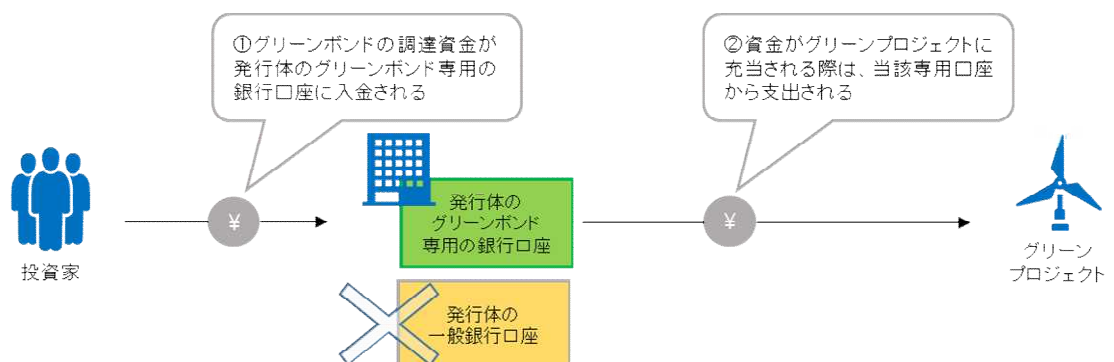 ①グリーンボンドの調達資金が
発行体のグリーンボンド専用の
銀行口座に入金される
②資金がグリーンプロジェクトに
充当される際は、当該専用口座
から支出される
¥
¥
発行体の
グリーンボンド
専用の銀行口座
投資家
グリーン
プロジェクト
発行体の
一般銀行口座